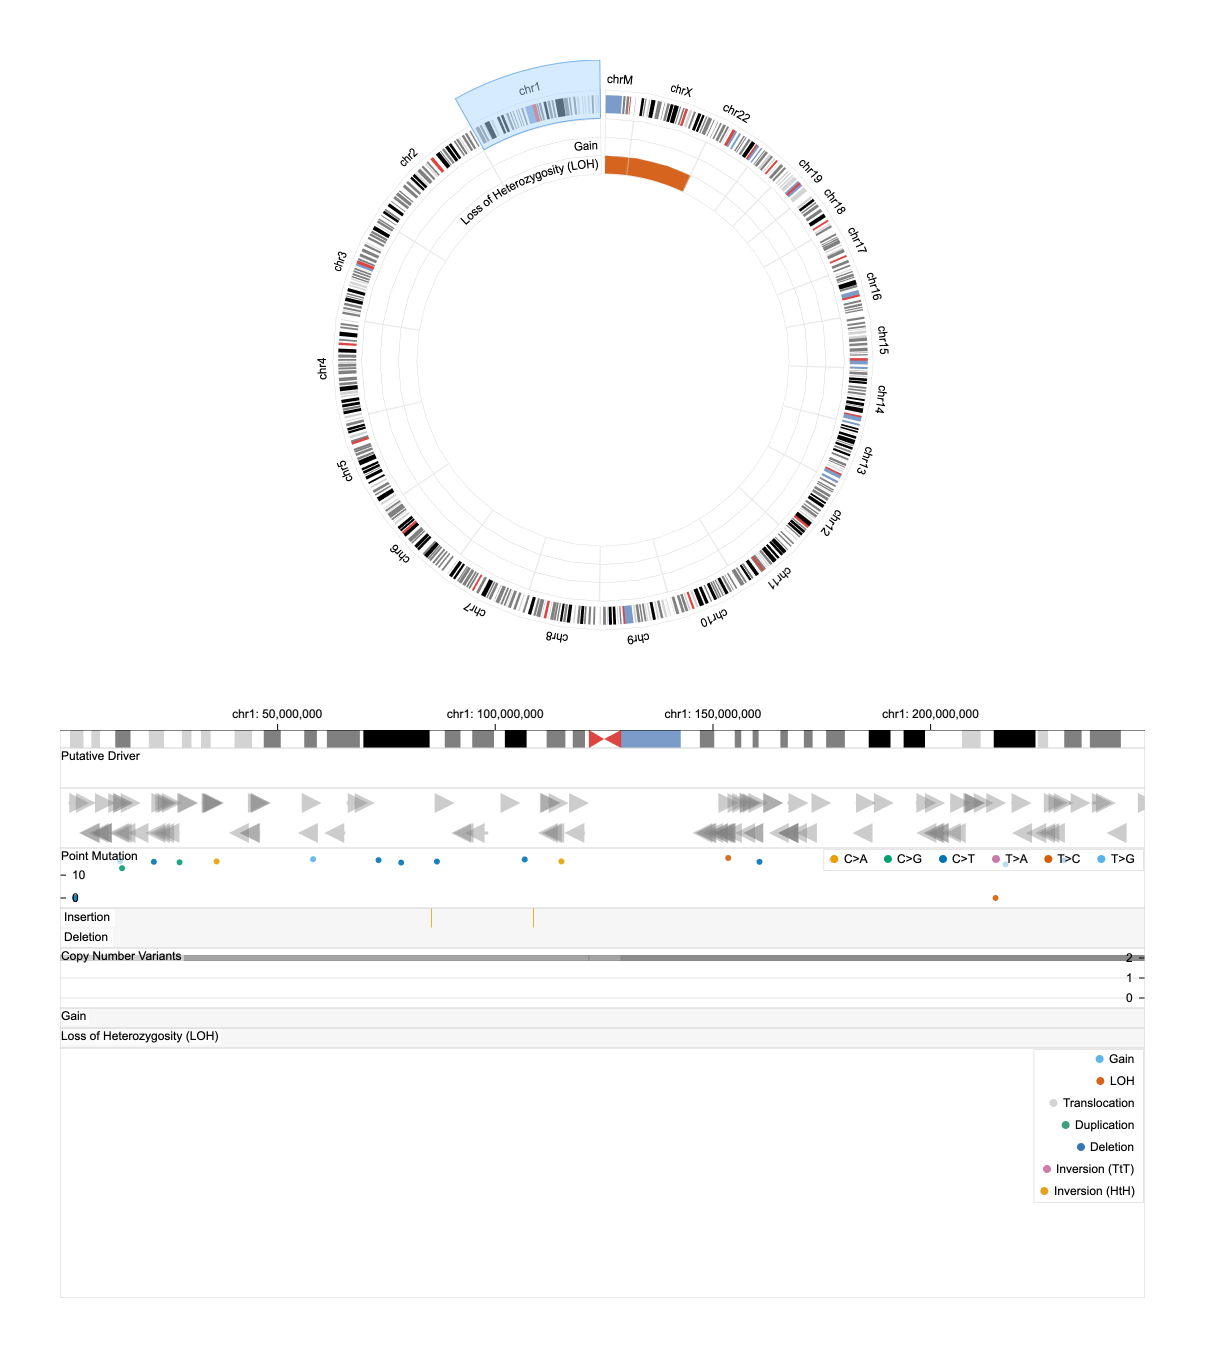 chr1
chrM
chrX
chr22
chr2
Gain
Loss of Heterozygosity (LOH)
chr19
chr18
chr17
chr3
chr16
chr15
chr4
chr14
chr13
chr5
chr12
chr6
chr11
chr7
chr10
chr8
chr9
chr1: 50,000,000
chr1: 100,000,000
chr1: 150,000,000
chr1: 200,000,000
Putative Driver
Point Mutation
C>A
C>G
C>T
T>A
T>C
T>G
10
0
Insertion
Deletion
Copy Number Variants
2
1
0
Gain
Loss of Heterozygosity (LOH)
Gain
LOH
Translocation
Duplication
Deletion
Inversion (TtT)
Inversion (HtH)